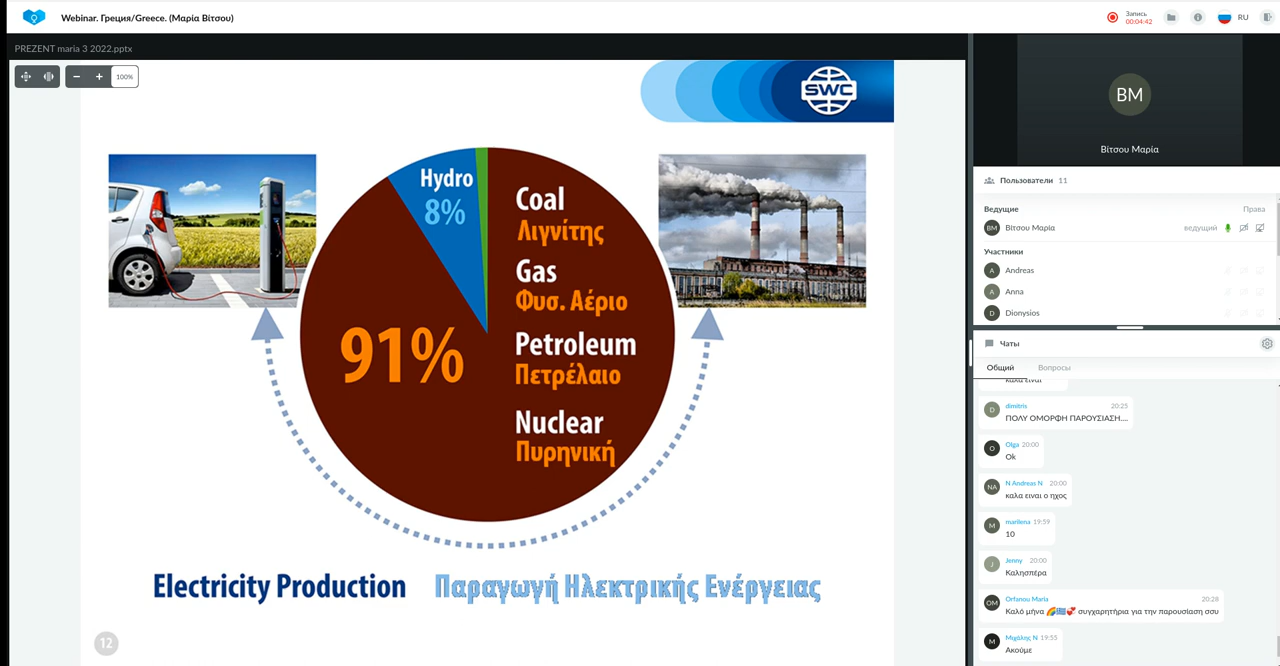 Webinar. Греция/Greece. (Μαρία Βίτσου)
Запись
00:04:42
RU
PREZENT maria 3 2022.pptx
100%
SWC
Hydro
8%
91%
Coal
Λιγνίτης
Gas
Φυσ. Αέριο
Petroleum
Πετρέλαιο
Nuclear
Πυρηνική
Electricity Production
Παραγωγή Ηλεκτρικής Ενέργειας
12
BM
Βίτσου Μαρία
Пользователи 11
Ведущие Права
BM Βίτσου Μαρία ведущий
Участники
A Andreas
A Anna
D Dionysios
Чаты
Общий Вопросы
καλα ειναι
D dimitris 20:25
ΠΟΛΥ ΟΜΟΡΦΗ ΠΑΡΟΥΣΙΑΣΗ....
O Olga 20:00
Ok
NA N Andreas N 20:00
καλα ειναι ο ηχος
M marilena 19:59
10
J Jenny 20:00
Καλησπέρα
OM Orfanou Maria 20:28
Καλό μήνα 🌈🇬🇷💞 συγχαρητήρια για την παρουσίαση σου
M Μιχάλης Ν 19:55
Ακούμε